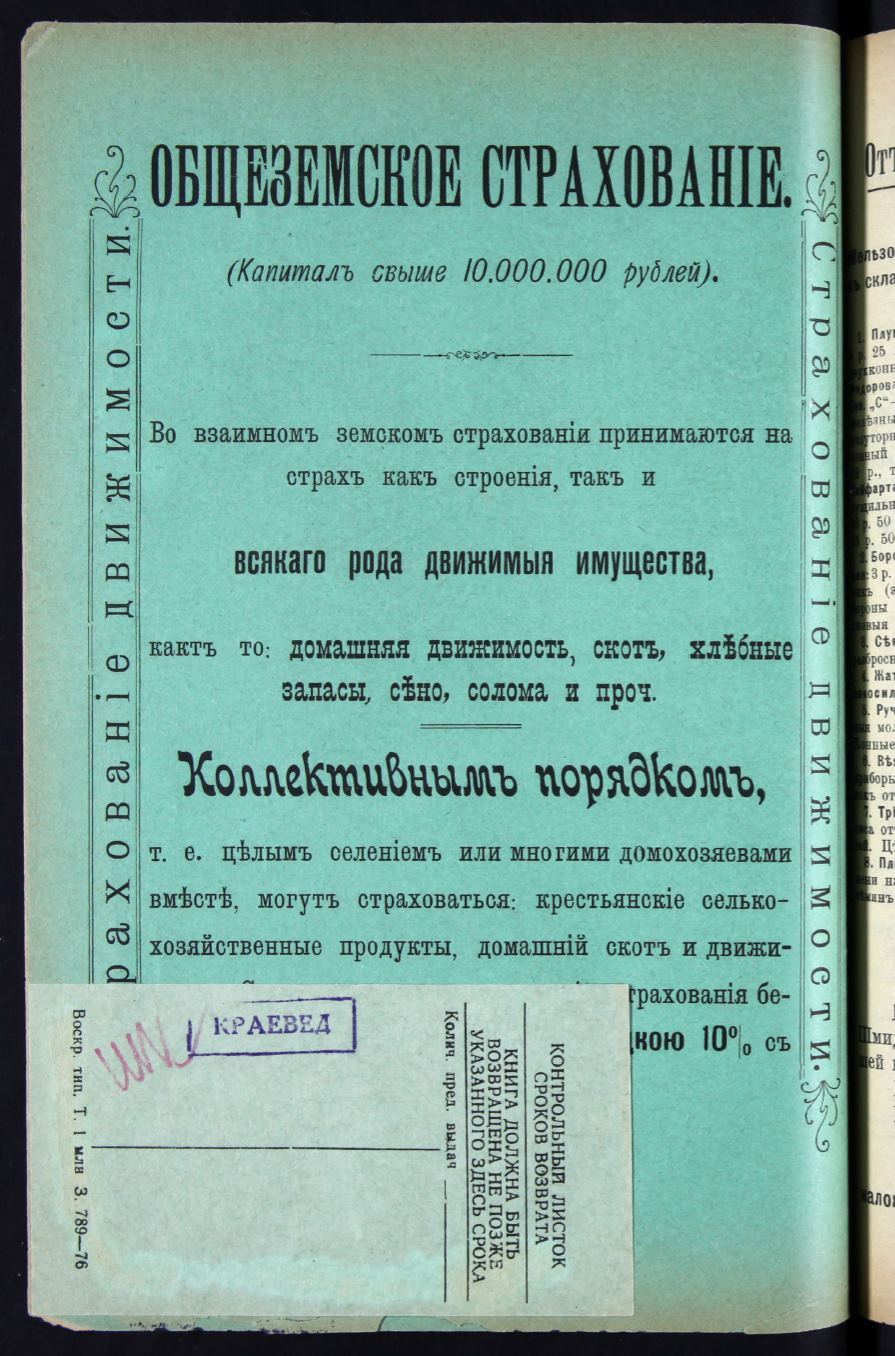 ОБЩЕЗЕМСКОЕ СТРАХОВАНІЕ.
(Капиталъ свыше 10.000.000 рублей).
Во взаимномъ земскомъ страхованіи принимаются на
страхъ какъ строенія, такъ и
всякаго рода движимыя имущества,
кактъ то: домашняя движимость, скотъ, хлѣбные
запасы, сѣно, солома и проч.
Коллективнымъ порядкомъ,
т. е. цѣлымъ селеніемъ или многими домохозяевами
вмѣстѣ, могутъ страховаться: крестьянскіе селько-
хозяйственные продукты, домашній скотъ и движи-
страхованія бе-
10% съ
рахованіе движимости.
Страхованіе движимости.
КРАЕВЕД
КОНТРОЛЬНЫЙ ЛИСТОК
СРОКОВ ВОЗВРАТА
КНИГА ДОЛЖНА БЫТЬ
ВОЗВРАЩЕНА НЕ ПОЗЖЕ
УКАЗАННОГО ЗДЕСЬ СРОКА
Колич. пред. выдач
Воскр. тип. Т. 1 млн З. 789—76